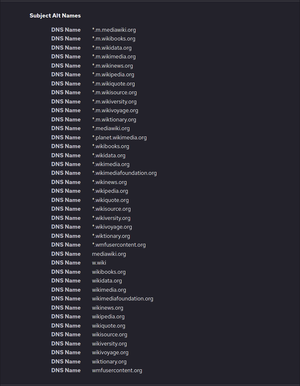 Subject Alt Names
DNS Name *.m.mediawiki.org
DNS Name *.m.wikibooks.org
DNS Name *.m.wikidata.org
DNS Name *.m.wikimedia.org
DNS Name *.m.wikinews.org
DNS Name *.m.wikipedia.org
DNS Name *.m.wikiquote.org
DNS Name *.m.wikisource.org
DNS Name *.m.wikiversity.org
DNS Name *.m.wikivoyage.org
DNS Name *.m.wiktionary.org
DNS Name *.mediawiki.org
DNS Name *.planet.wikimedia.org
DNS Name *.wikibooks.org
DNS Name *.wikidata.org
DNS Name *.wikimedia.org
DNS Name *.wikimediafoundation.org
DNS Name *.wikinews.org
DNS Name *.wikipedia.org
DNS Name *.wikiquote.org
DNS Name *.wikisource.org
DNS Name *.wikiversity.org
DNS Name *.wikivoyage.org
DNS Name *.wiktionary.org
DNS Name *.wmfusercontent.org
DNS Name mediawiki.org
DNS Name w.wiki
DNS Name wikibooks.org
DNS Name wikidata.org
DNS Name wikimedia.org
DNS Name wikimediafoundation.org
DNS Name wikinews.org
DNS Name wikipedia.org
DNS Name wikiquote.org
DNS Name wikisource.org
DNS Name wikiversity.org
DNS Name wikivoyage.org
DNS Name wiktionary.org
DNS Name wmfusercontent.org